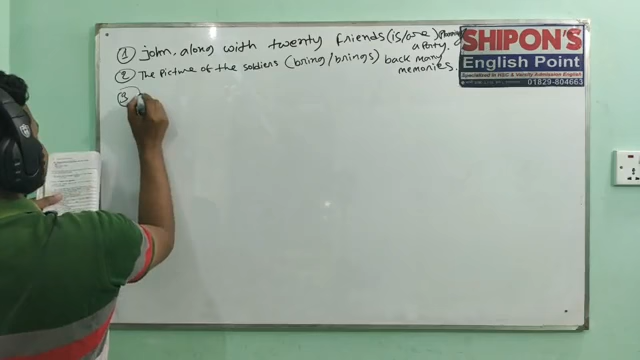 ① john, along with twenty friends (is/are) planning
a party.
② The picture of the soldiers (bring/brings) back many
memories.
③
SHIPON'S
English Point
Specialized in HSC & Varsity Admission English
01829-804663